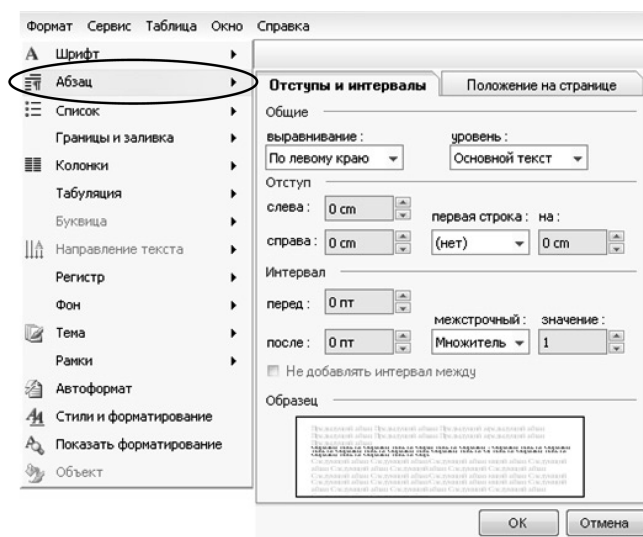 Формат Сервис Таблица Окно Справка
Шрифт
Абзац
Список
Границы и заливка
Колонки
Табуляция
Буквица
Направление текста
Регистр
Фон
Тема
Рамки
Автоформат
Стили и форматирование
Показать форматирование
Объект
Отступы и интервалы
Положение на странице
Общие
выравнивание : уровень :
По левому краю Основной текст
Отступ
слева : 0 cm
первая строка : на :
справа : 0 cm (нет) 0 cm
Интервал
перед : 0 пт
межстрочный : значение :
после : 0 пт Множитель 1
Не добавлять интервал между
Образец
OK Отмена